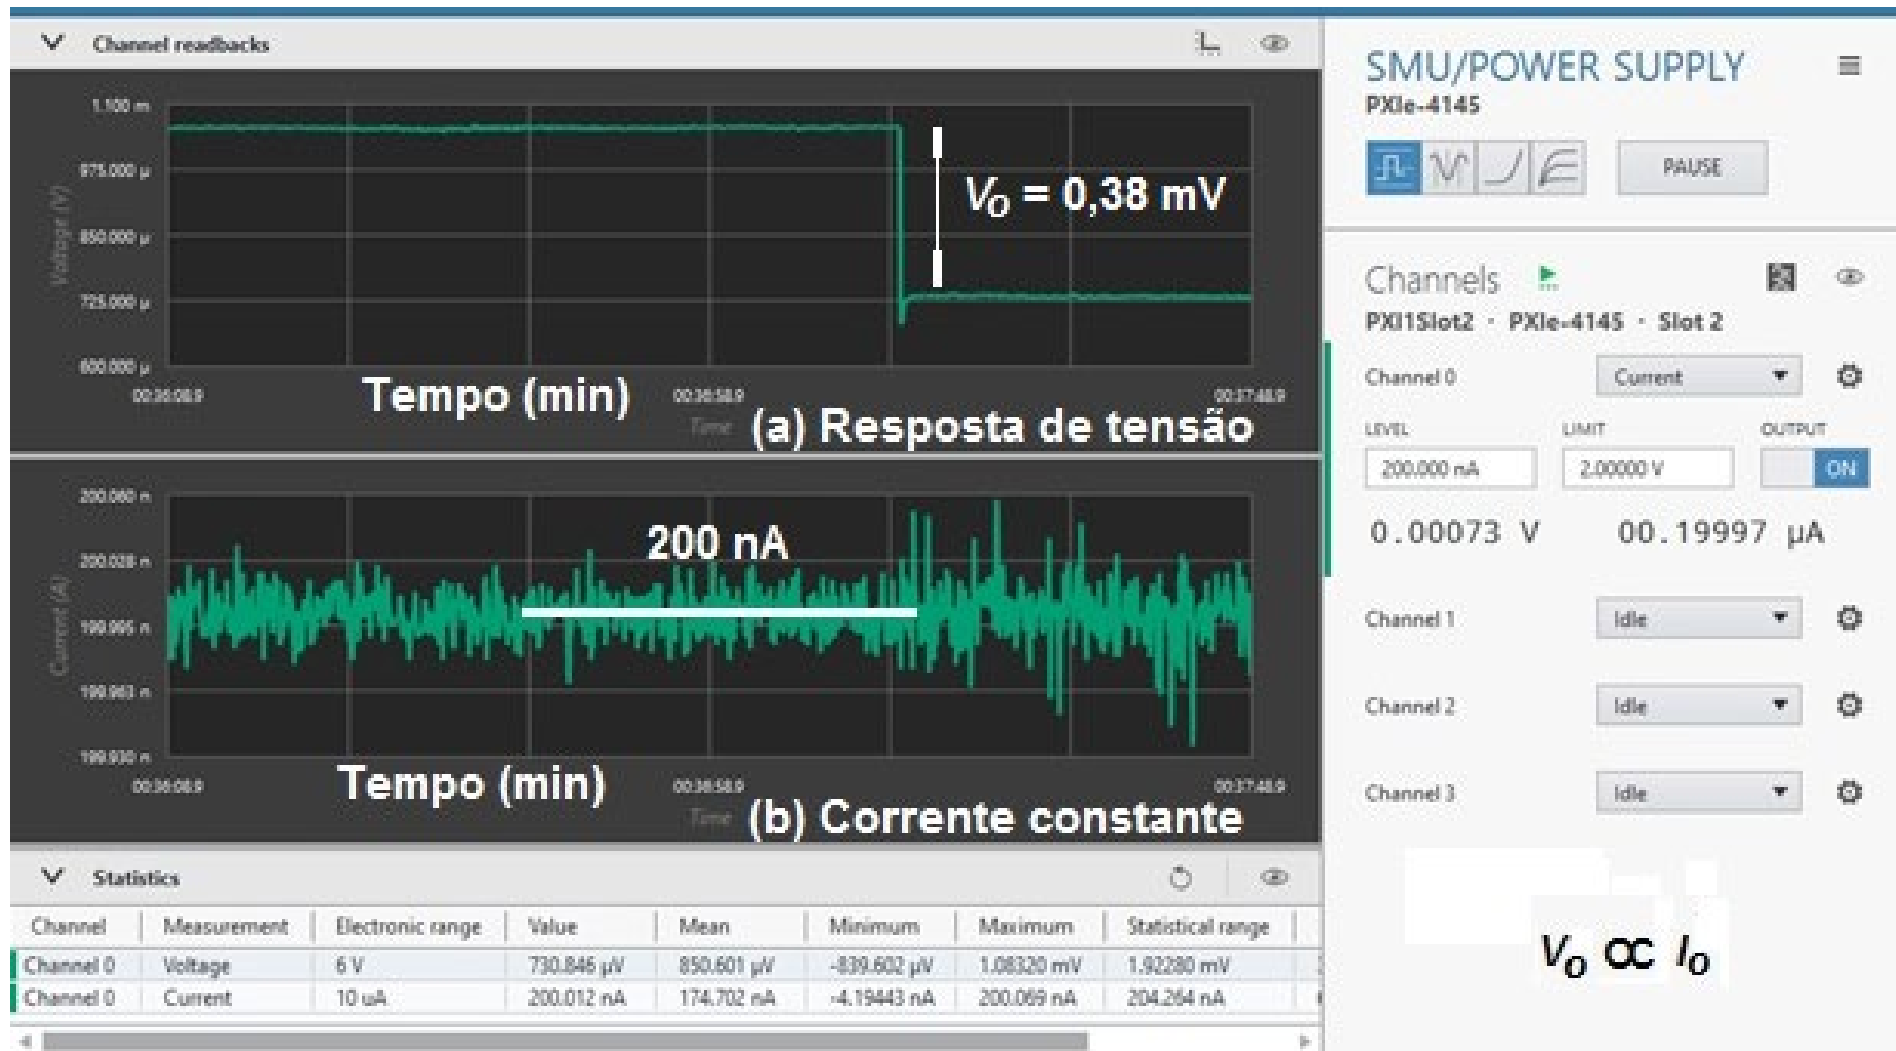 Channel readbacks
1.100 m
975.000 µ
850.000 µ
725.000 µ
600.000 µ
Voltage (V)
V₀ = 0,38 mV
00:36:08.9
00:36:58.9
00:37:48.9
Tempo (min)
Time
(a) Resposta de tensão
200.060 n
200.028 n
199.995 n
199.963 n
199.930 n
Current (A)
200 nA
00:36:08.9
00:36:58.9
00:37:48.9
Tempo (min)
Time
(b) Corrente constante
Statistics
Channel Measurement Electronic range Value Mean Minimum Maximum Statistical range
Channel 0 Voltage 6 V 730.846 µV 850.601 µV -839.602 µV 1.08320 mV 1.92280 mV
Channel 0 Current 10 uA 200.012 nA 174.702 nA -4.19443 nA 200.069 nA 204.264 nA
SMU/POWER SUPPLY
PXIe-4145
PAUSE
Channels
PXI1Slot2 · PXIe-4145 · Slot 2
Channel 0 Current
LEVEL LIMIT OUTPUT
200.000 nA 2.00000 V ON
0.00073 V 00.19997 µA
Channel 1 Idle
Channel 2 Idle
Channel 3 Idle
V₀ ∝ I₀